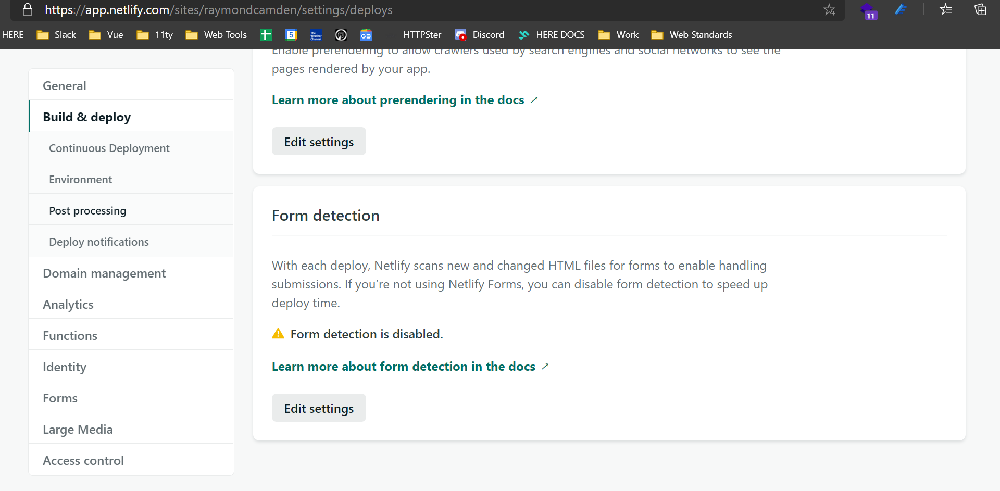 https://app.netlify.com/sites/raymondcamden/settings/deploys
11
HERE Slack Vue 11ty Web Tools 5 The Weather Channel GE HTTPSter Discord HERE DOCS Work Web Standards
Enable prerendering to allow crawlers used by search engines and social networks to see the
pages rendered by your app.
Learn more about prerendering in the docs
Edit settings
General
Build & deploy
Continuous Deployment
Environment
Post processing
Deploy notifications
Domain management
Analytics
Functions
Identity
Forms
Large Media
Access control
Form detection
With each deploy, Netlify scans new and changed HTML files for forms to enable handling
submissions. If you’re not using Netlify Forms, you can disable form detection to speed up
deploy time.
Form detection is disabled.
Learn more about form detection in the docs
Edit settings